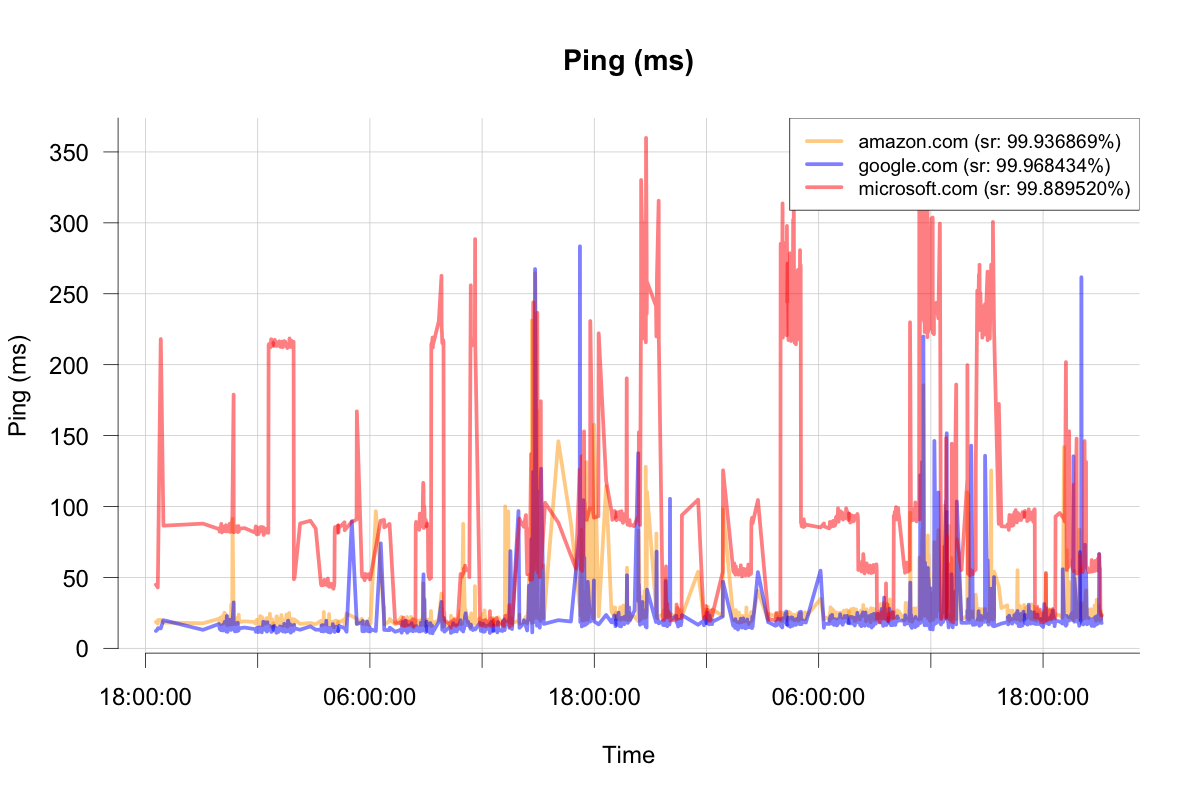 Ping (ms)
amazon.com (sr: 99.936869%)
google.com (sr: 99.968434%)
microsoft.com (sr: 99.889520%)
Ping (ms)
350
300
250
200
150
100
50
0
18:00:00 06:00:00 18:00:00 06:00:00 18:00:00
Time